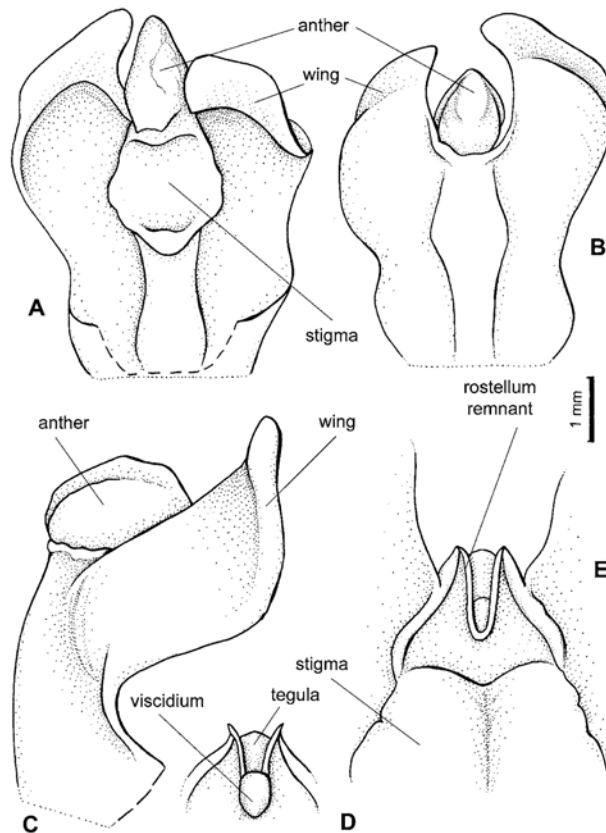 anther
wing
A
B
stigma
rostellum
remnant
1 mm
anther
wing
E
stigma
viscidium
tegula
C
D